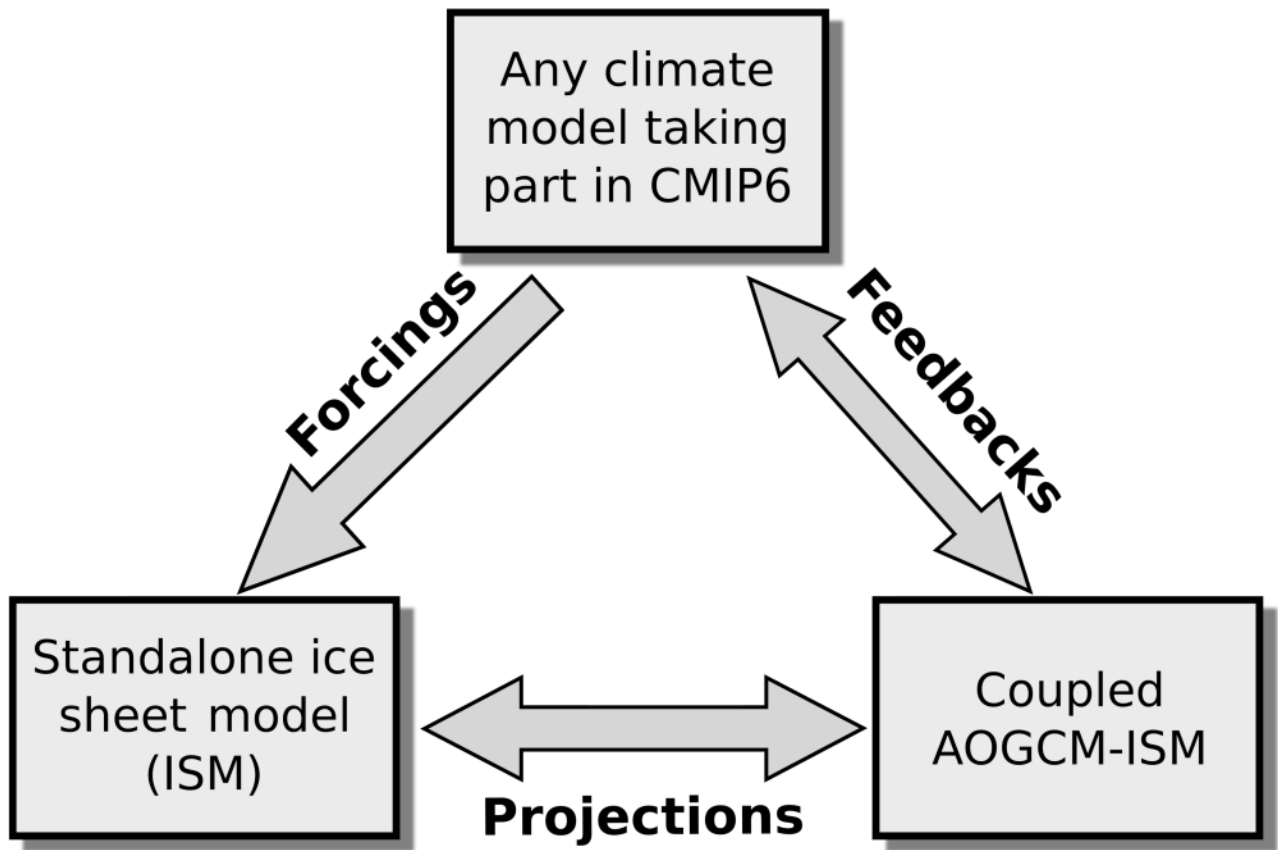 Any climate
model taking
part in CMIP6
Forcings
Feedbacks
Standalone ice
sheet model
(ISM)
Coupled
AOGCM-ISM
Projections